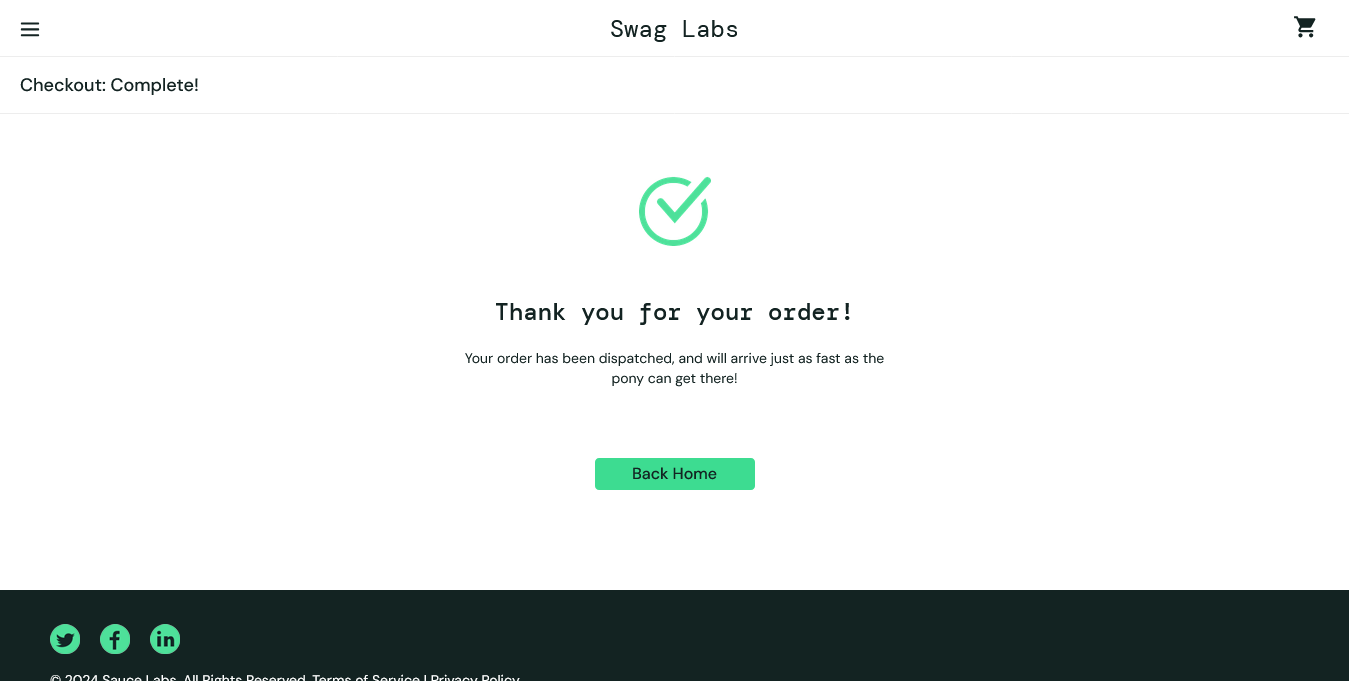 Swag Labs
Checkout: Complete!
Thank you for your order!
Your order has been dispatched, and will arrive just as fast as the
pony can get there!
Back Home
© 2024 Sauce Labs. All Rights Reserved. Terms of Service | Privacy Policy